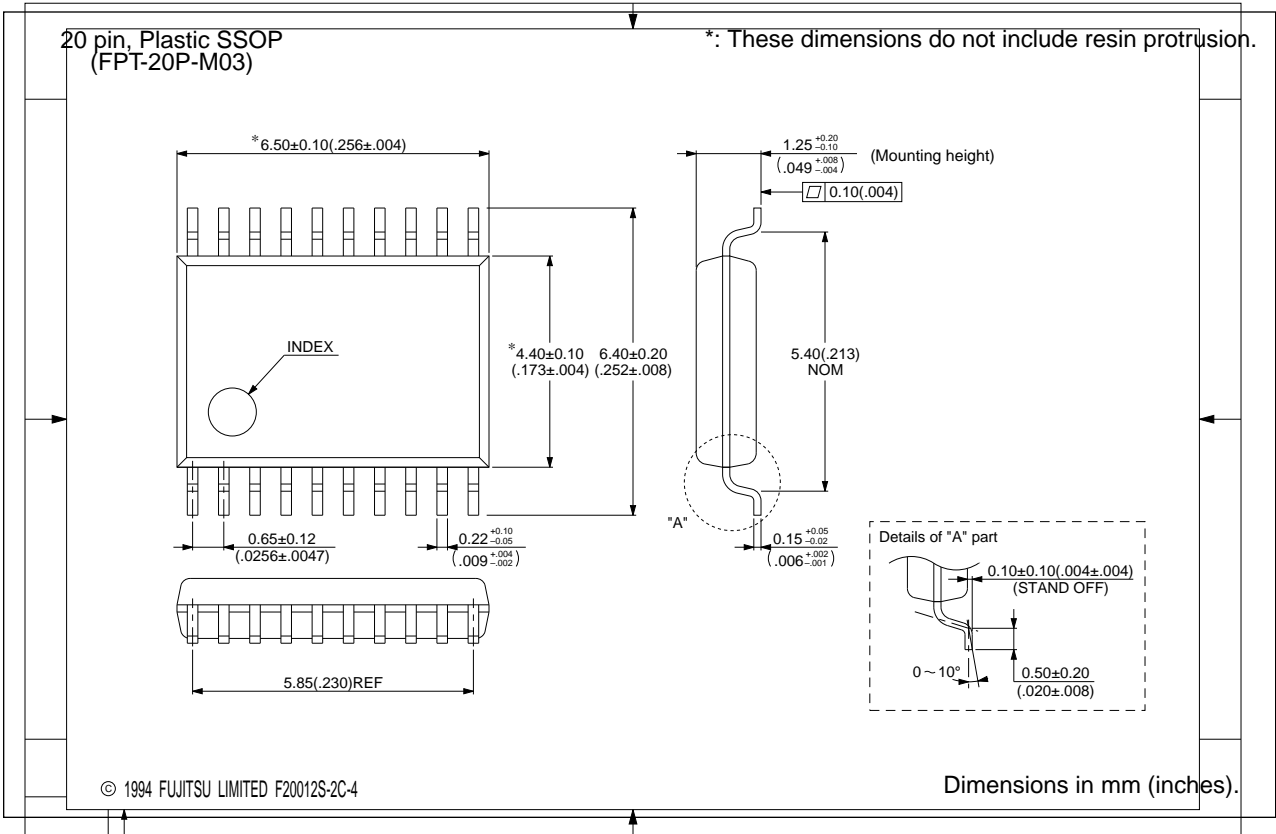 20 pin, Plastic SSOP
(FPT-20P-M03)
*: These dimensions do not include resin protrusion.
*6.50±0.10(.256±.004)
1.25 +0.20 −0.10
(.049 +.008 −.004)
(Mounting height)
0.10(.004)
INDEX
*4.40±0.10
(.173±.004)
6.40±0.20
(.252±.008)
5.40(.213)
NOM
"A"
0.65±0.12
(.0256±.0047)
0.22 +0.10 −0.05
(.009 +.004 −.002)
0.15 +0.05 −0.02
(.006 +.002 −.001)
Details of "A" part
0.10±0.10(.004±.004)
(STAND OFF)
0~10°
0.50±0.20
(.020±.008)
5.85(.230)REF
© 1994 FUJITSU LIMITED F20012S-2C-4
Dimensions in mm (inches).